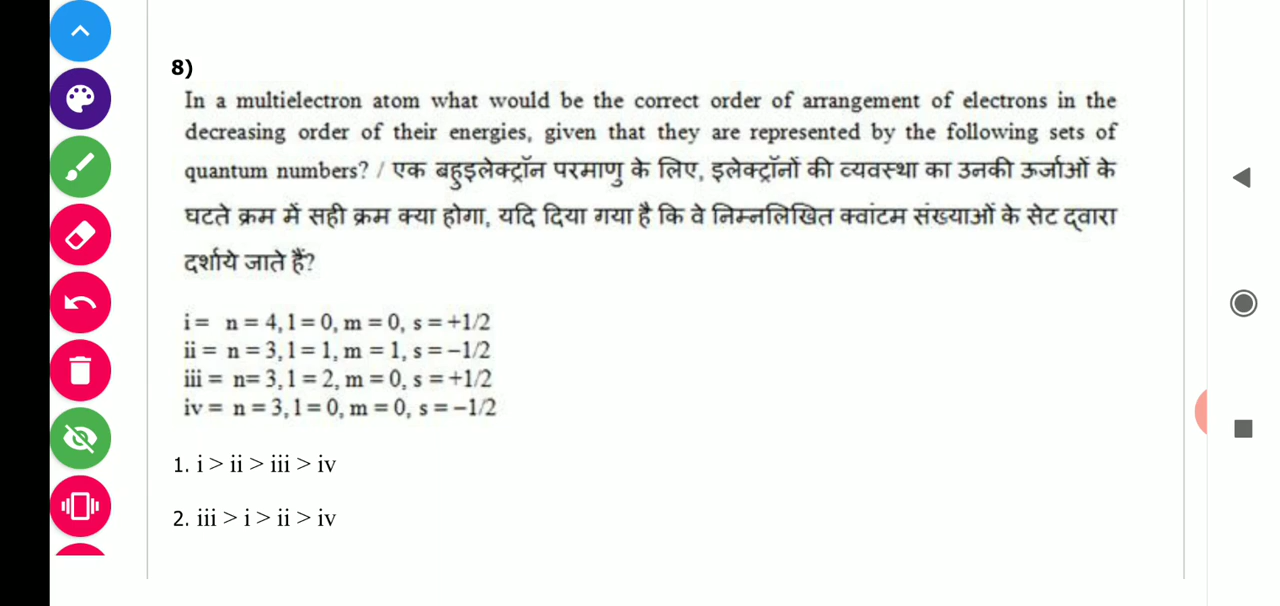 8)
In a multielectron atom what would be the correct order of arrangement of electrons in the
decreasing order of their energies, given that they are represented by the following sets of
quantum numbers? / एक बहुइलेक्ट्रॉन परमाणु के लिए, इलेक्ट्रॉनों की व्यवस्था का उनकी ऊर्जाओं के
घटते क्रम में सही क्रम क्या होगा, यदि दिया गया है कि वे निम्नलिखित क्वांटम संख्याओं के सेट द्वारा
दर्शाये जाते हैं?
i = n = 4, l = 0, m = 0, s = +1/2
ii = n = 3, l = 1, m = 1, s = −1/2
iii = n= 3, l = 2, m = 0, s = +1/2
iv = n = 3, l = 0, m = 0, s = −1/2
1. i > ii > iii > iv
2. iii > i > ii > iv